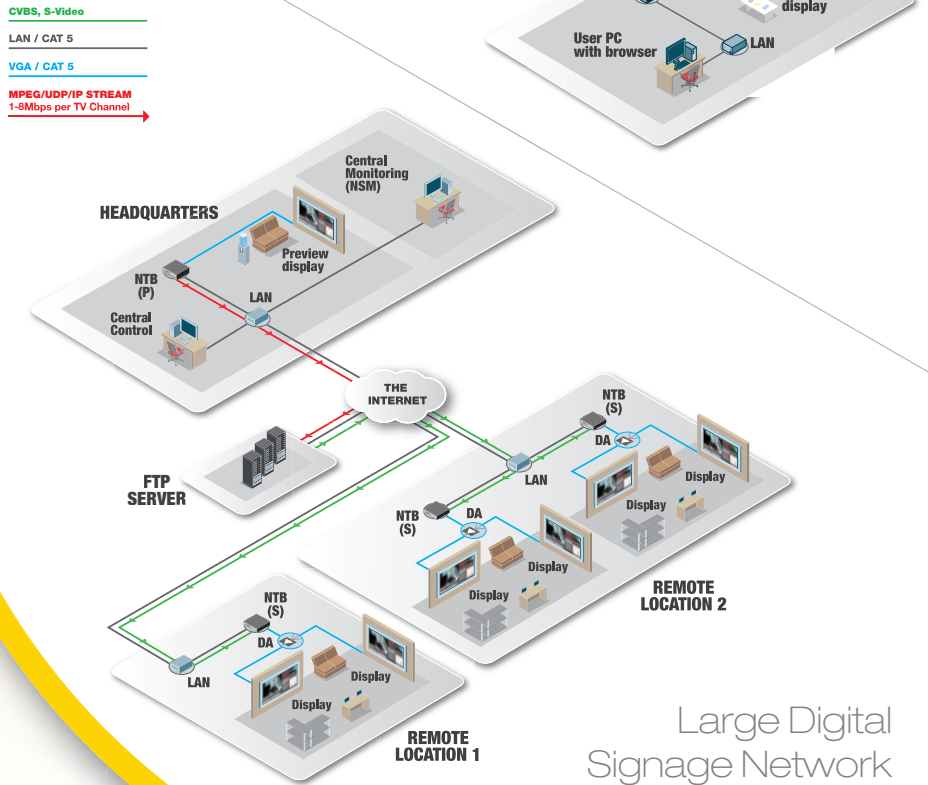 CVBS, S-Video
LAN / CAT 5
VGA / CAT 5
MPEG/UDP/IP STREAM
1-8Mbps per TV Channel
display
User PC
with browser
LAN
Central
Monitoring
(NSM)
HEADQUARTERS
Preview
display
NTB
(P)
LAN
Central
Control
THE
INTERNET
NTB
(S)
DA
Display
LAN
Display
FTP
SERVER
NTB
(S)
DA
Display
Display
REMOTE
LOCATION 2
NTB
(S)
DA
LAN
Display
Display
REMOTE
LOCATION 1
Large Digital
Signage Network